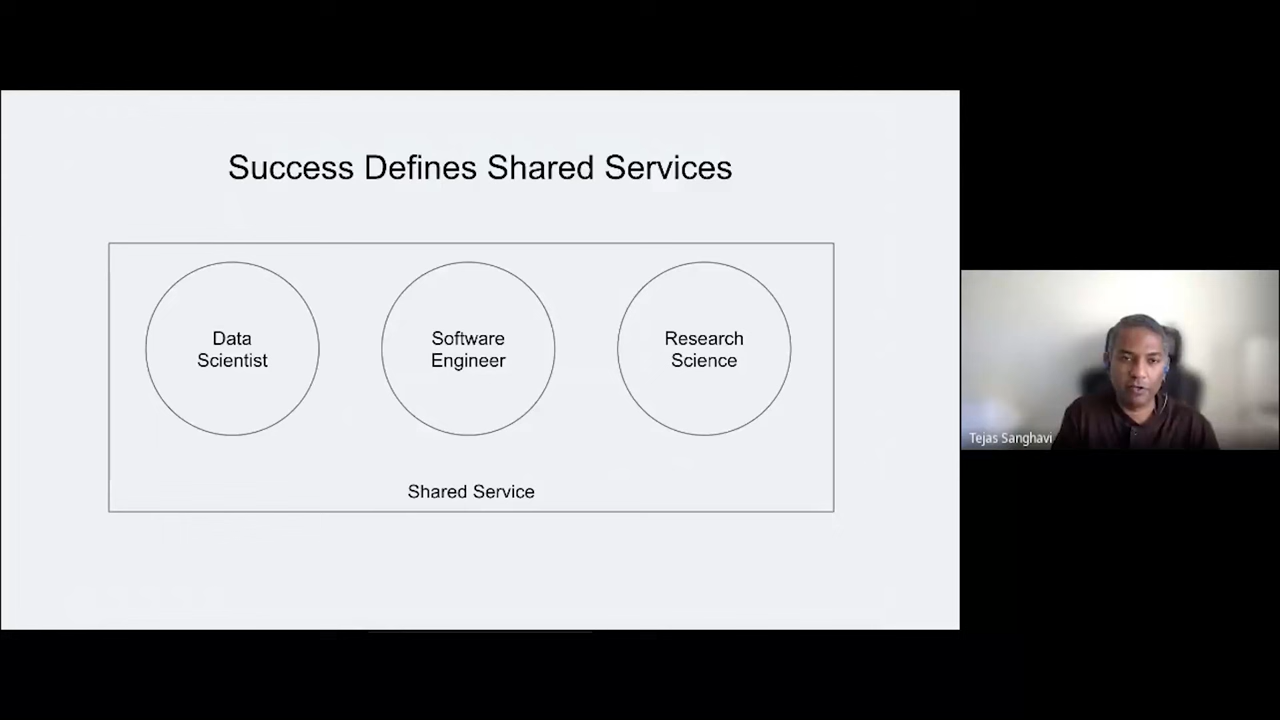 Success Defines Shared Services
Data
Scientist
Software
Engineer
Research
Science
Shared Service
Tejas Sanghavi